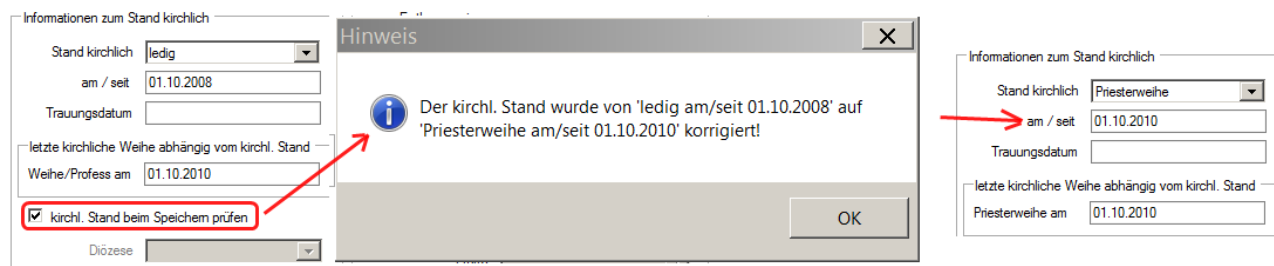 Informationen zum Stand kirchlich
Stand kirchlich ledig
am / seit 01.10.2008
Trauungsdatum
letzte kirchliche Weihe abhängig vom kirchl. Stand
Weihe/Profess am 01.10.2010
kirchl. Stand beim Speichern prüfen
Diözese
Hinweis
Der kirchl. Stand wurde von 'ledig am/seit 01.10.2008' auf
'Priesterweihe am/seit 01.10.2010' korrigiert!
OK
Informationen zum Stand kirchlich
Stand kirchlich Priesterweihe
am / seit 01.10.2010
Trauungsdatum
letzte kirchliche Weihe abhängig vom kirchl. Stand
Priesterweihe am 01.10.2010